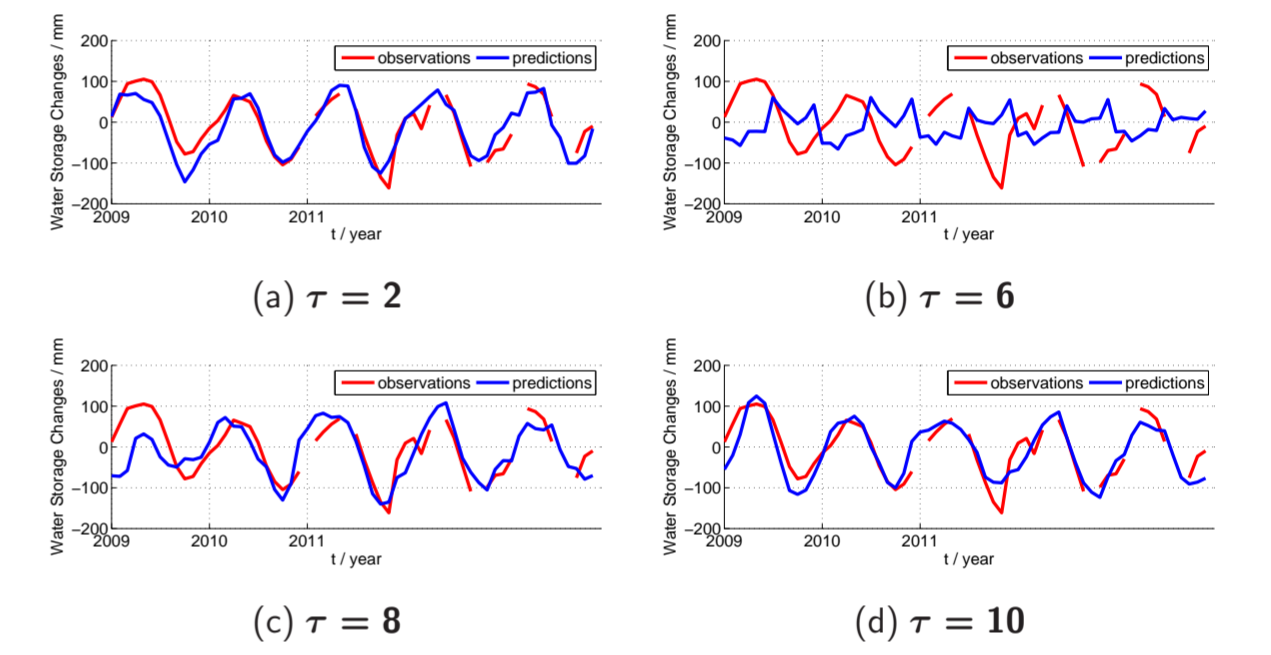 Water Storage Changes / mm
200
100
0
−100
−200
observations predictions
2009 2010 2011
t / year
(a) τ = 2
Water Storage Changes / mm
200
100
0
−100
−200
observations predictions
2009 2010 2011
t / year
(b) τ = 6
Water Storage Changes / mm
200
100
0
−100
−200
observations predictions
2009 2010 2011
t / year
(c) τ = 8
Water Storage Changes / mm
200
100
0
−100
−200
observations predictions
2009 2010 2011
t / year
(d) τ = 10